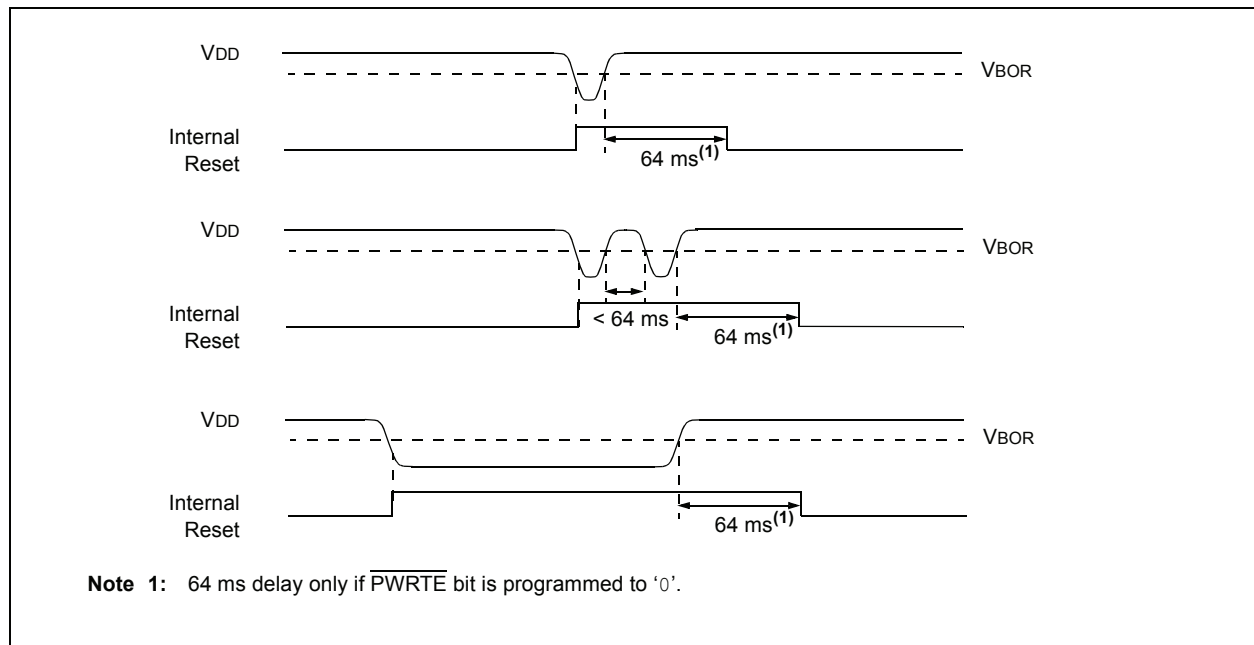 VDD
VBOR
Internal
Reset
64 ms(1)
VDD
VBOR
Internal
Reset
< 64 ms
64 ms(1)
VDD
VBOR
Internal
Reset
64 ms(1)
Note 1: 64 ms delay only if PWRTE bit is programmed to ‘0’.